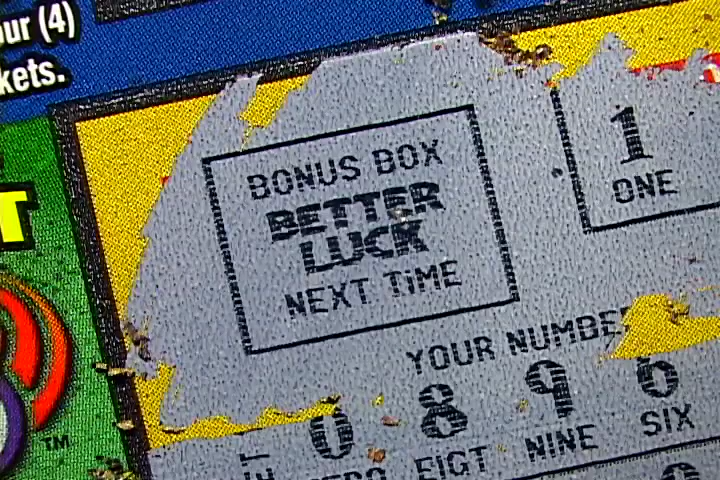 (4)
kets.
BONUS BOX
BETTER
LUCK
NEXT TiME
1
ONE
YOUR NUMBE
0 8 9 6
EIGT NINE SIX
TM